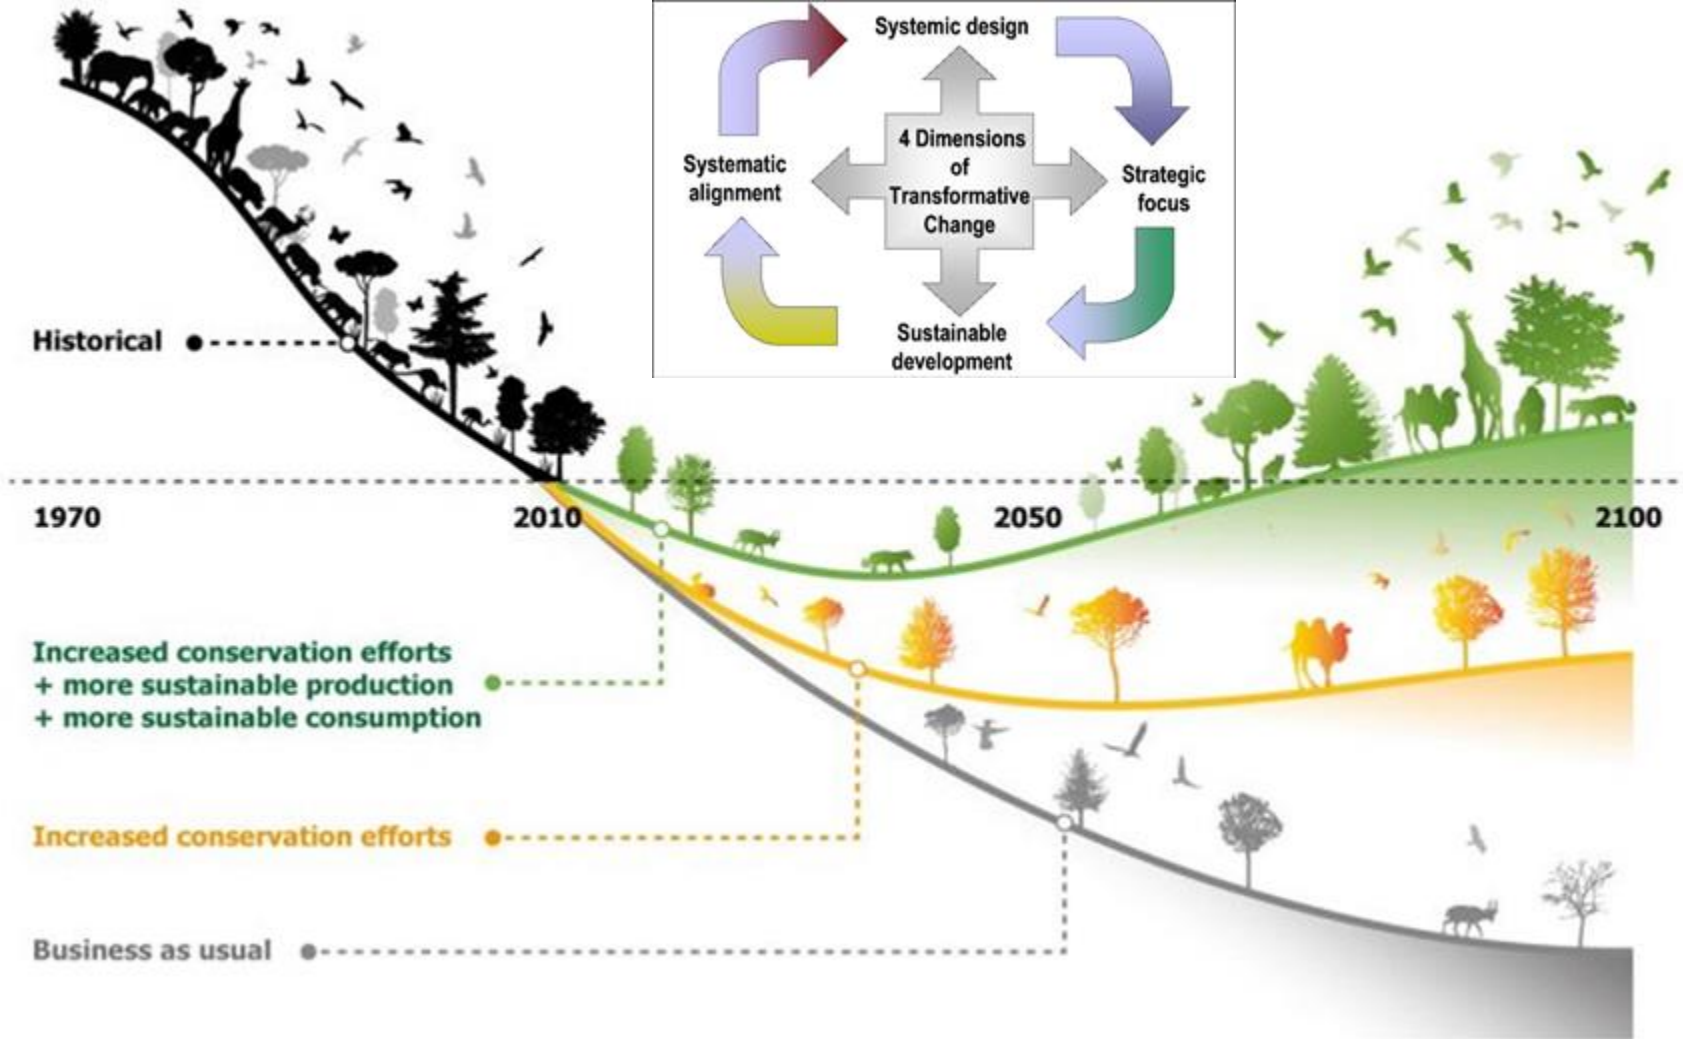 Systemic design
4 Dimensions
of
Transformative
Change
Systematic
alignment
Strategic
focus
Sustainable
development
Historical
1970
2010
2050
2100
Increased conservation efforts
+ more sustainable production
+ more sustainable consumption
Increased conservation efforts
Business as usual